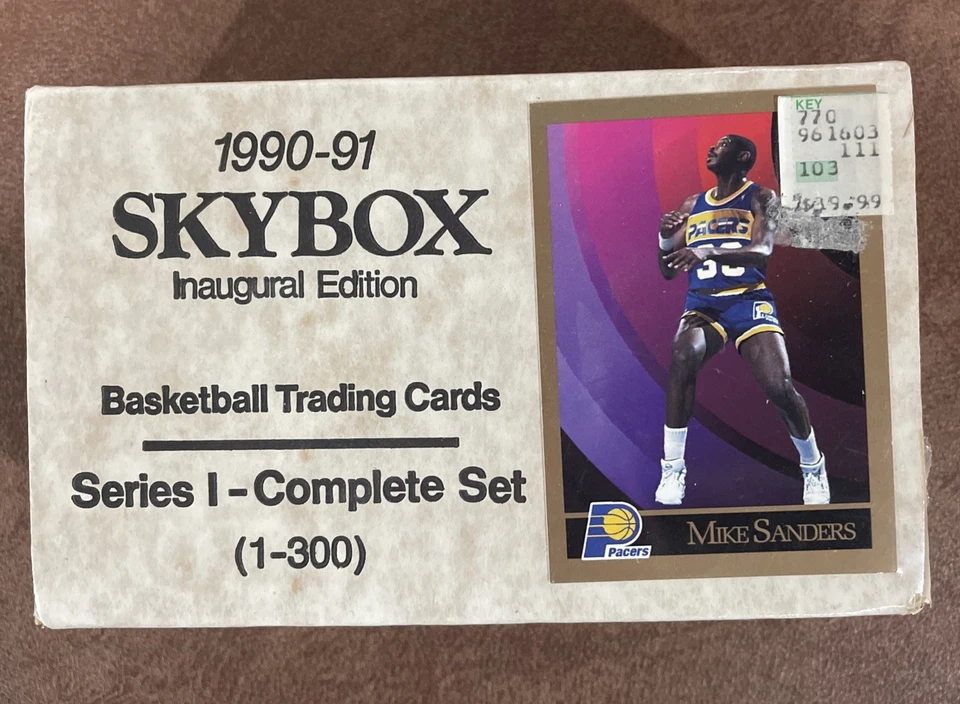 1990-91
SKYBOX
Inaugural Edition
Basketball Trading Cards
Series I - Complete Set
(1-300)
KEY
770
961603
111
103
PACERS
Pacers
MIKE SANDERS